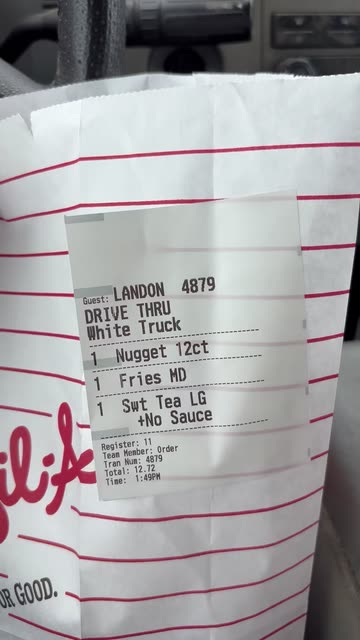 Guest: LANDON 4879
DRIVE THRU
White Truck
1 Nugget 12ct
1 Fries MD
1 Swt Tea LG
+No Sauce
Register: 11
Team Member: Order
Tran Num: 4879
Total: 12.72
Time: 1:49PM
il-A
OR GOOD.